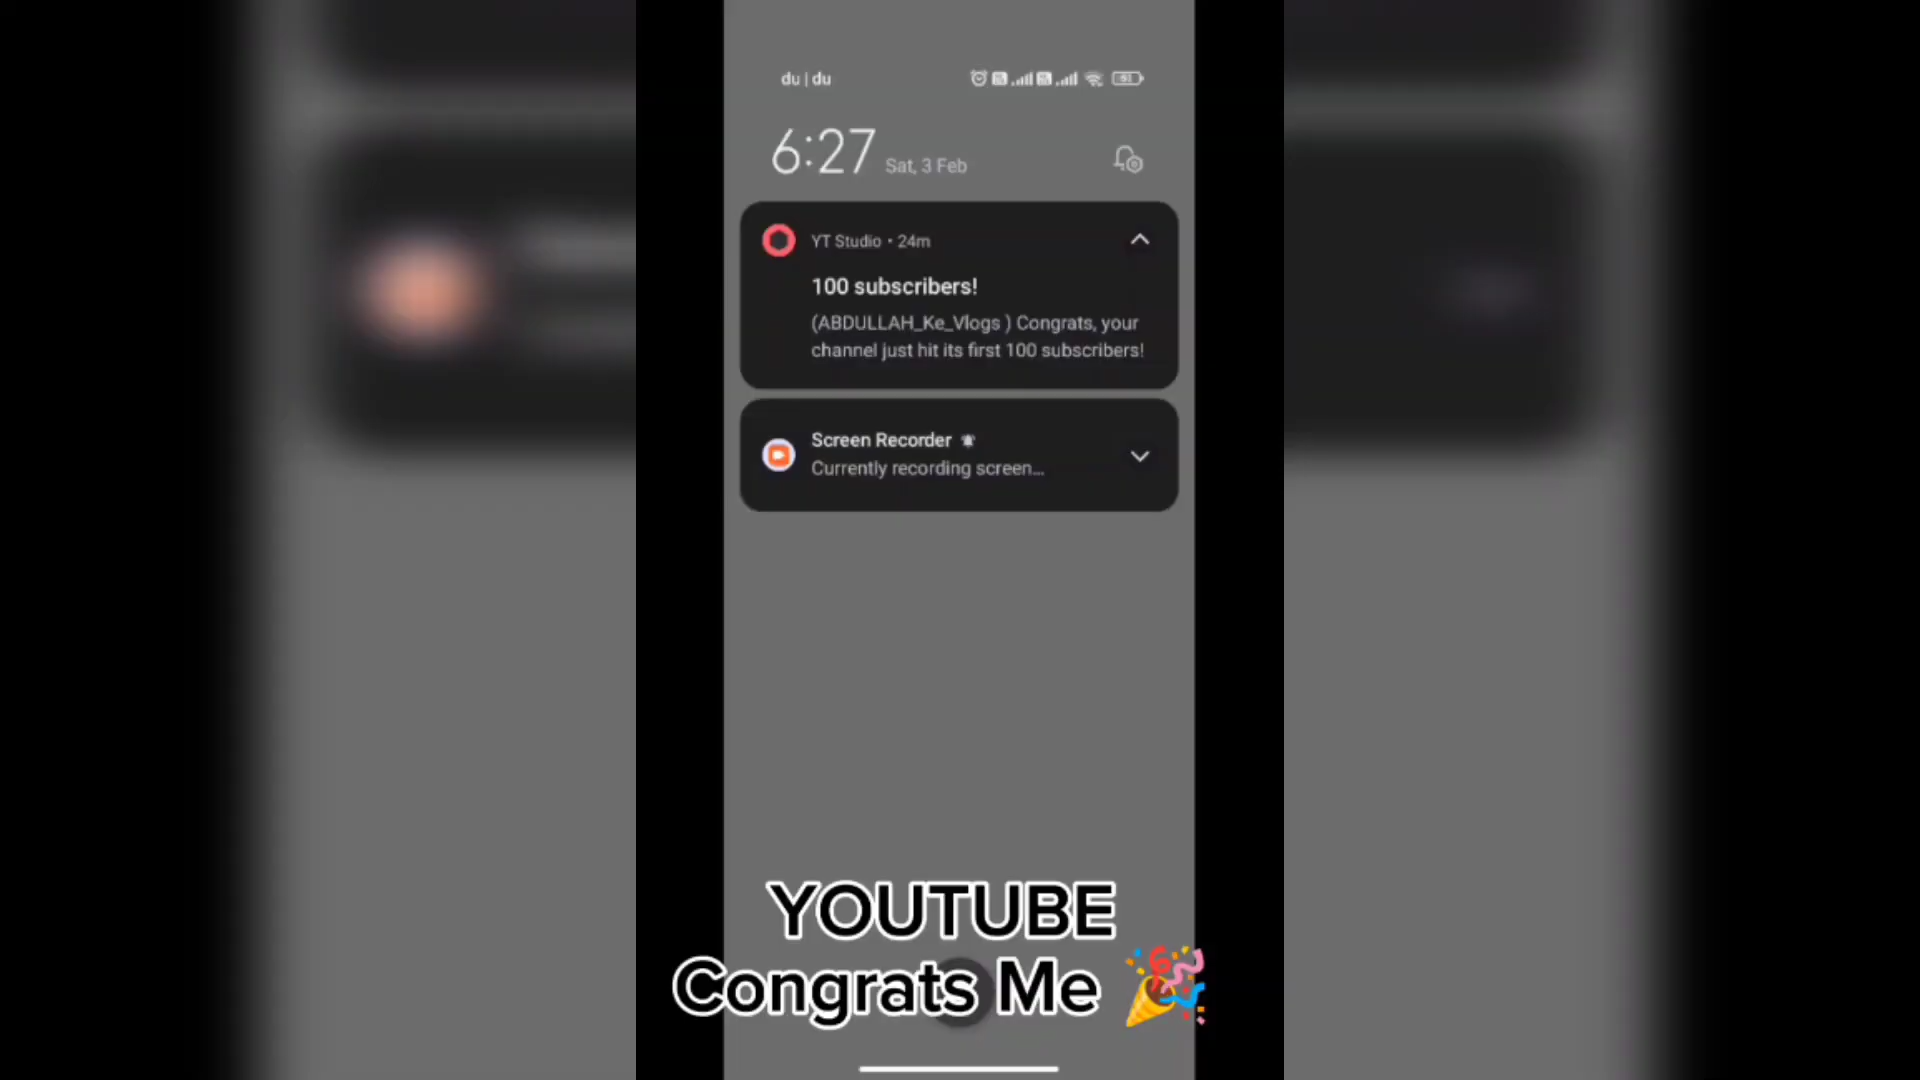 du | du
6:27 Sat, 3 Feb
YT Studio • 24m
100 subscribers!
(ABDULLAH_Ke_Vlogs ) Congrats, your
channel just hit its first 100 subscribers!
Screen Recorder
Currently recording screen...
YOUTUBE
Congrats Me 🎉